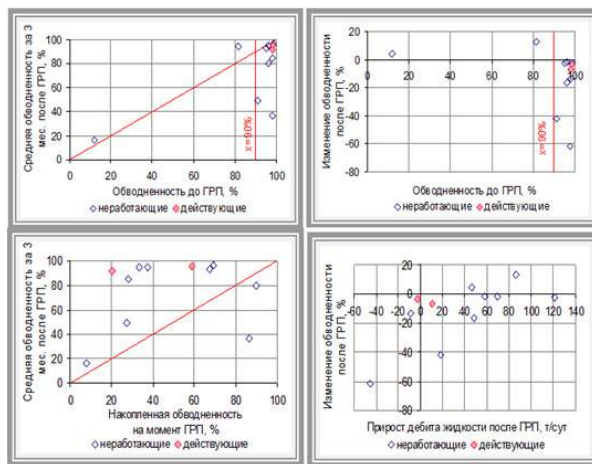 Средняя обводненность за 3
мес. после ГРП, %
100
80
60
40
20
0
0 20 40 60 80 100
x=90%
Обводненность до ГРП, %
неработающие действующие
Изменение обводненности
после ГРП, %
20
0
-20
-40
-60
-80
0 20 40 60 80 100
x=90%
Обводненность до ГРП, %
неработающие действующие
Средняя обводненность за 3
мес. после ГРП, %
100
80
60
40
20
0
0 20 40 60 80 100
Накопленная обводненность
на момент ГРП, %
неработающие действующие
Изменение обводненности
после ГРП, %
20
0
-20
-40
-60
-80
-60 -40 -20 0 20 40 60 80 100 120 140
Прирост дебита жидкости после ГРП, т/сут
неработающие действующие